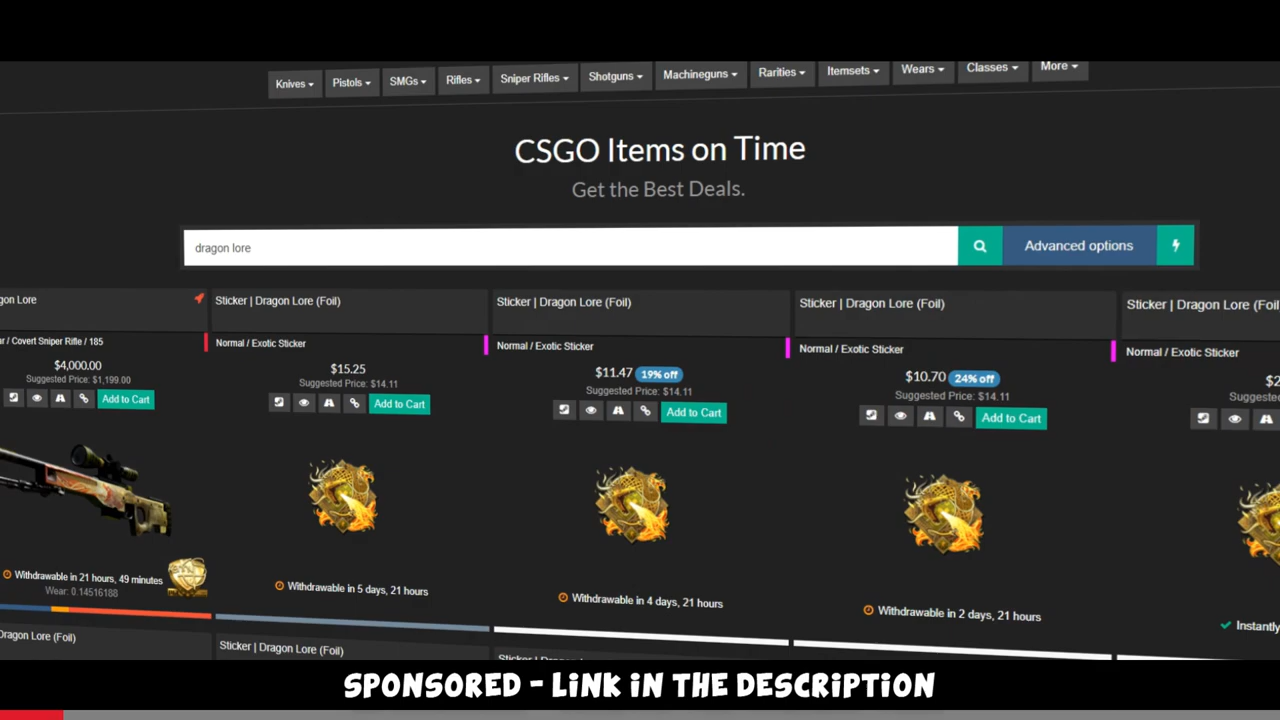 Knives Pistols SMGs Rifles Sniper Rifles Shotguns Machineguns Rarities Itemsets Wears Classes More
CSGO Items on Time
Get the Best Deals.
dragon lore
Advanced options
gon Lore
r / Covert Sniper Rifle / 185
$4,000.00
Suggested Price: $1,199.00
Add to Cart
Withdrawable in 21 hours, 49 minutes
Wear: 0.14516188
Sticker | Dragon Lore (Foil)
Normal / Exotic Sticker
$15.25
Suggested Price: $14.11
Add to Cart
Withdrawable in 5 days, 21 hours
Sticker | Dragon Lore (Foil)
Normal / Exotic Sticker
$11.47 19% off
Suggested Price: $14.11
Add to Cart
Withdrawable in 4 days, 21 hours
Sticker | Dragon Lore (Foil)
Normal / Exotic Sticker
$10.70 24% off
Suggested Price: $14.11
Add to Cart
Withdrawable in 2 days, 21 hours
Sticker | Dragon Lore (Foil
Normal / Exotic Sticker
$2
Suggeste
Instantly
Dragon Lore (Foil)
Sticker | Dragon Lore (Foil)
SPONSORED - LINK IN THE DESCRIPTION